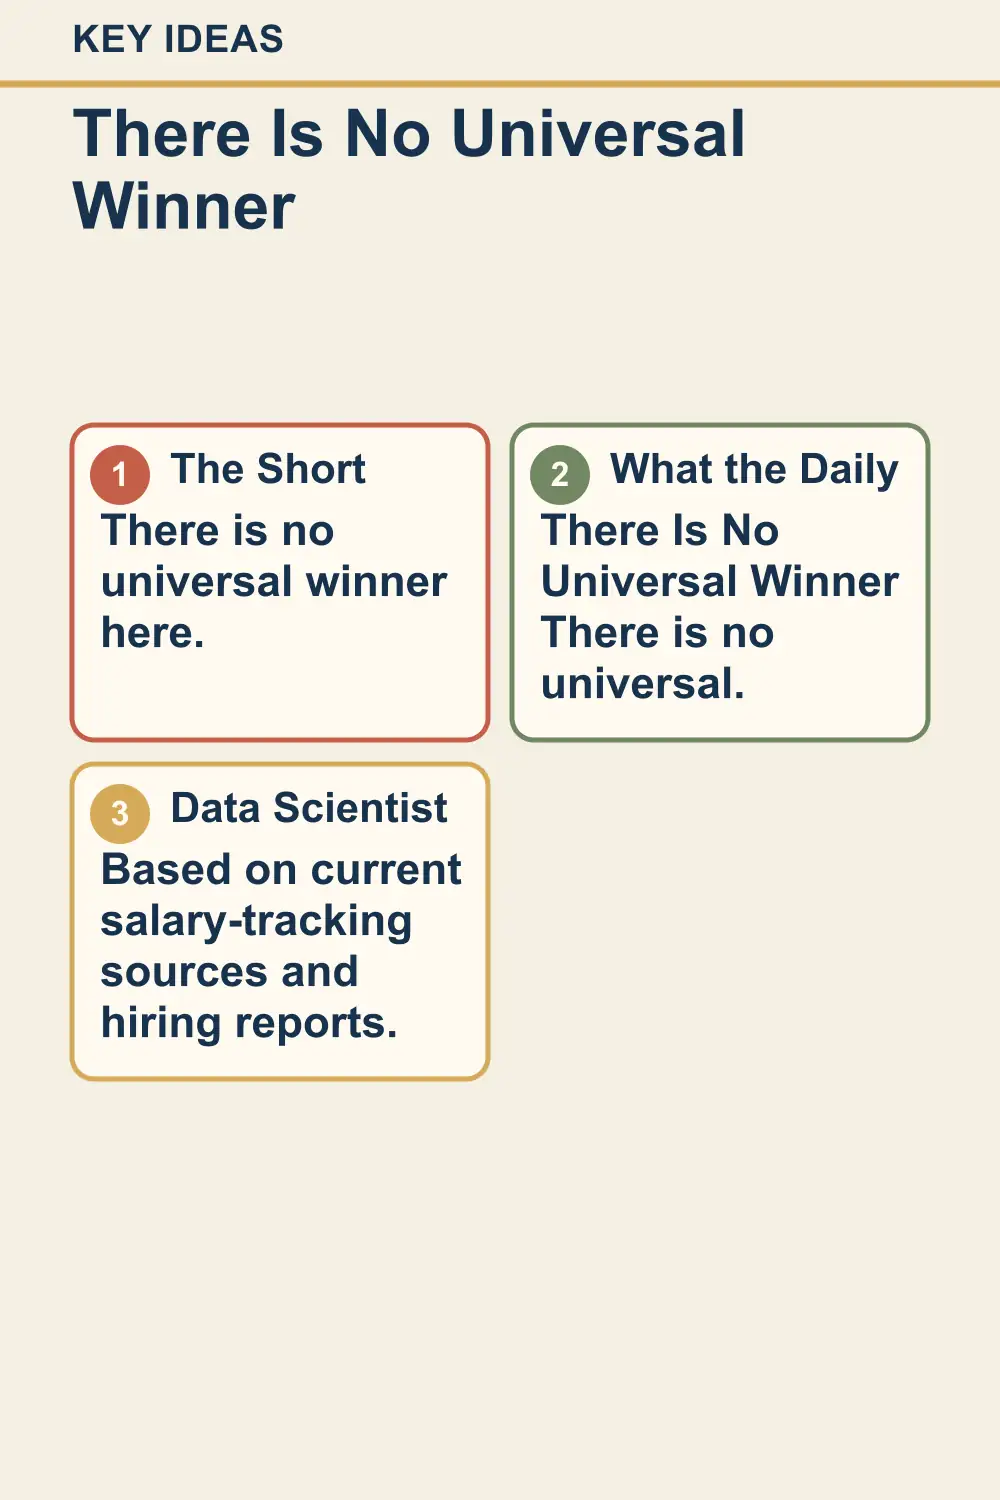 KEY IDEAS
There Is No Universal
Winner
1
The Short
There is no
universal winner
here.
2
What the Daily
There Is No
Universal Winner
There is no
universal.
3
Data Scientist
Based on current
salary-tracking
sources and
hiring reports.